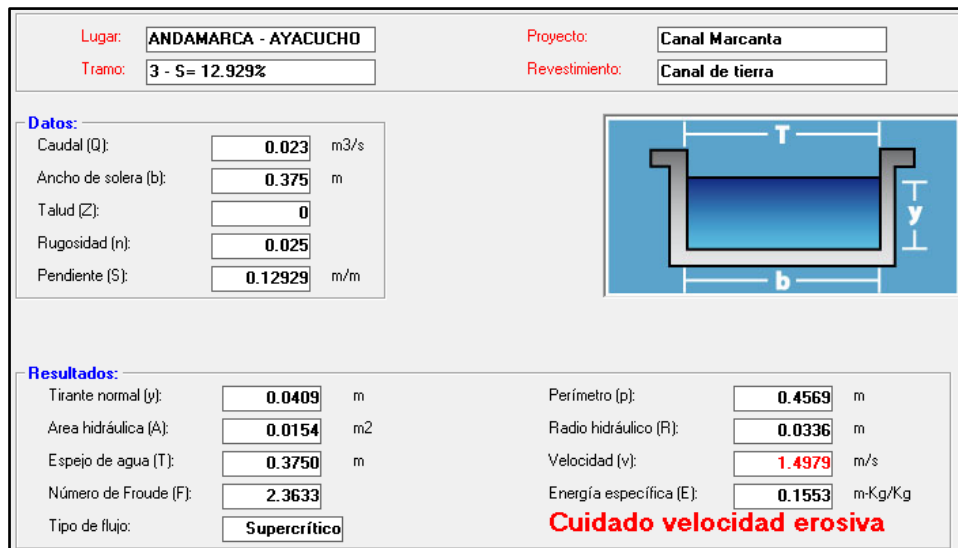 Lugar: ANDAMARCA - AYACUCHO Proyecto: Canal Marcanta
Tramo: 3 - S= 12.929% Revestimiento: Canal de tierra
Datos:
Caudal (Q): 0.023 m3/s
Ancho de solera (b): 0.375 m
Talud (Z): 0
Rugosidad (n): 0.025
Pendiente (S): 0.12929 m/m
T
y
b
Resultados:
Tirante normal (y): 0.0409 m Perímetro (p): 0.4569 m
Area hidráulica (A): 0.0154 m2 Radio hidráulico (R): 0.0336 m
Espejo de agua (T): 0.3750 m Velocidad (v): 1.4979 m/s
Número de Froude (F): 2.3633 Energía específica (E): 0.1553 m-Kg/Kg
Tipo de flujo: Supercrítico Cuidado velocidad erosiva